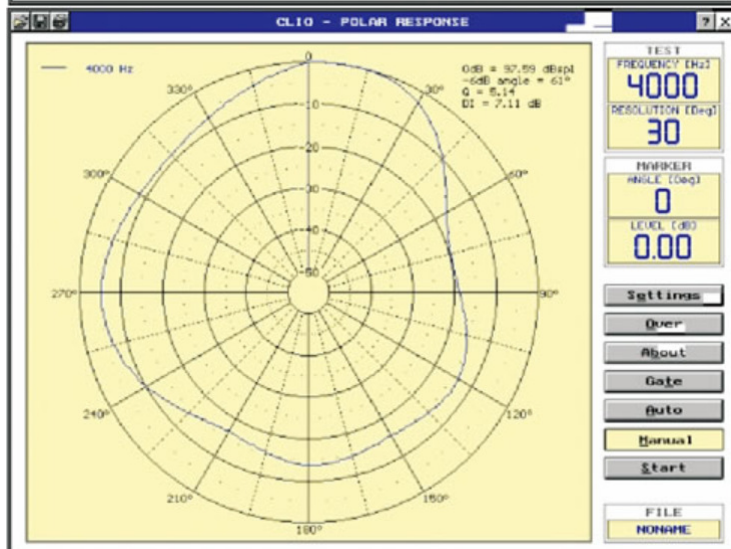 CLIO - POLAR RESPONSE
?
X
4000 Hz
0dB = 97.59 dBspl
-6dB angle = 61°
Q = 5.14
DI = 7.11 dB
0
330°
30°
-10
-20
300°
60°
-30
-40
-50
270°
90°
240°
120°
210°
150°
180°
TEST
FREQUENCY [Hz]
4000
RESOLUTION [Deg]
30
MARKER
ANGLE [Deg]
0
LEVEL [dB]
0.00
Settings
Over
About
Gate
Auto
Manual
Start
FILE
NONAME